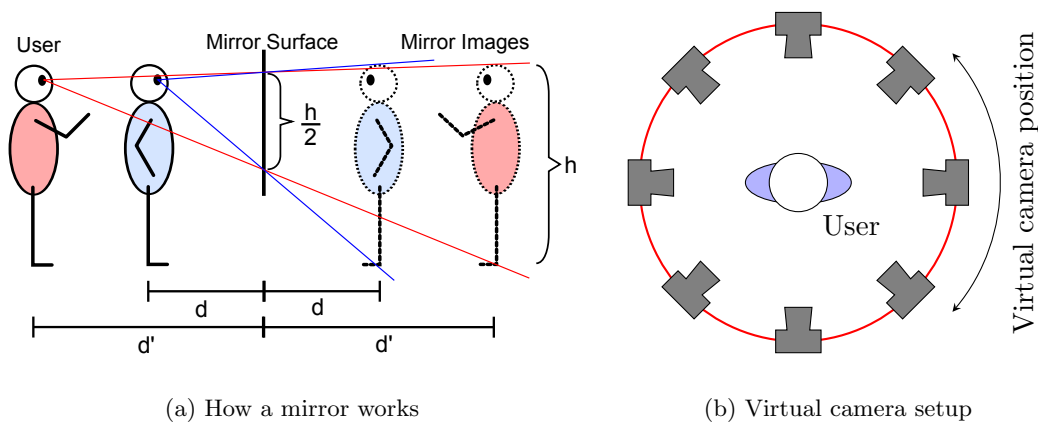 User
Mirror Surface
Mirror Images
h
2
h
d
d
d'
d'
(a) How a mirror works
User
Virtual camera position
(b) Virtual camera setup